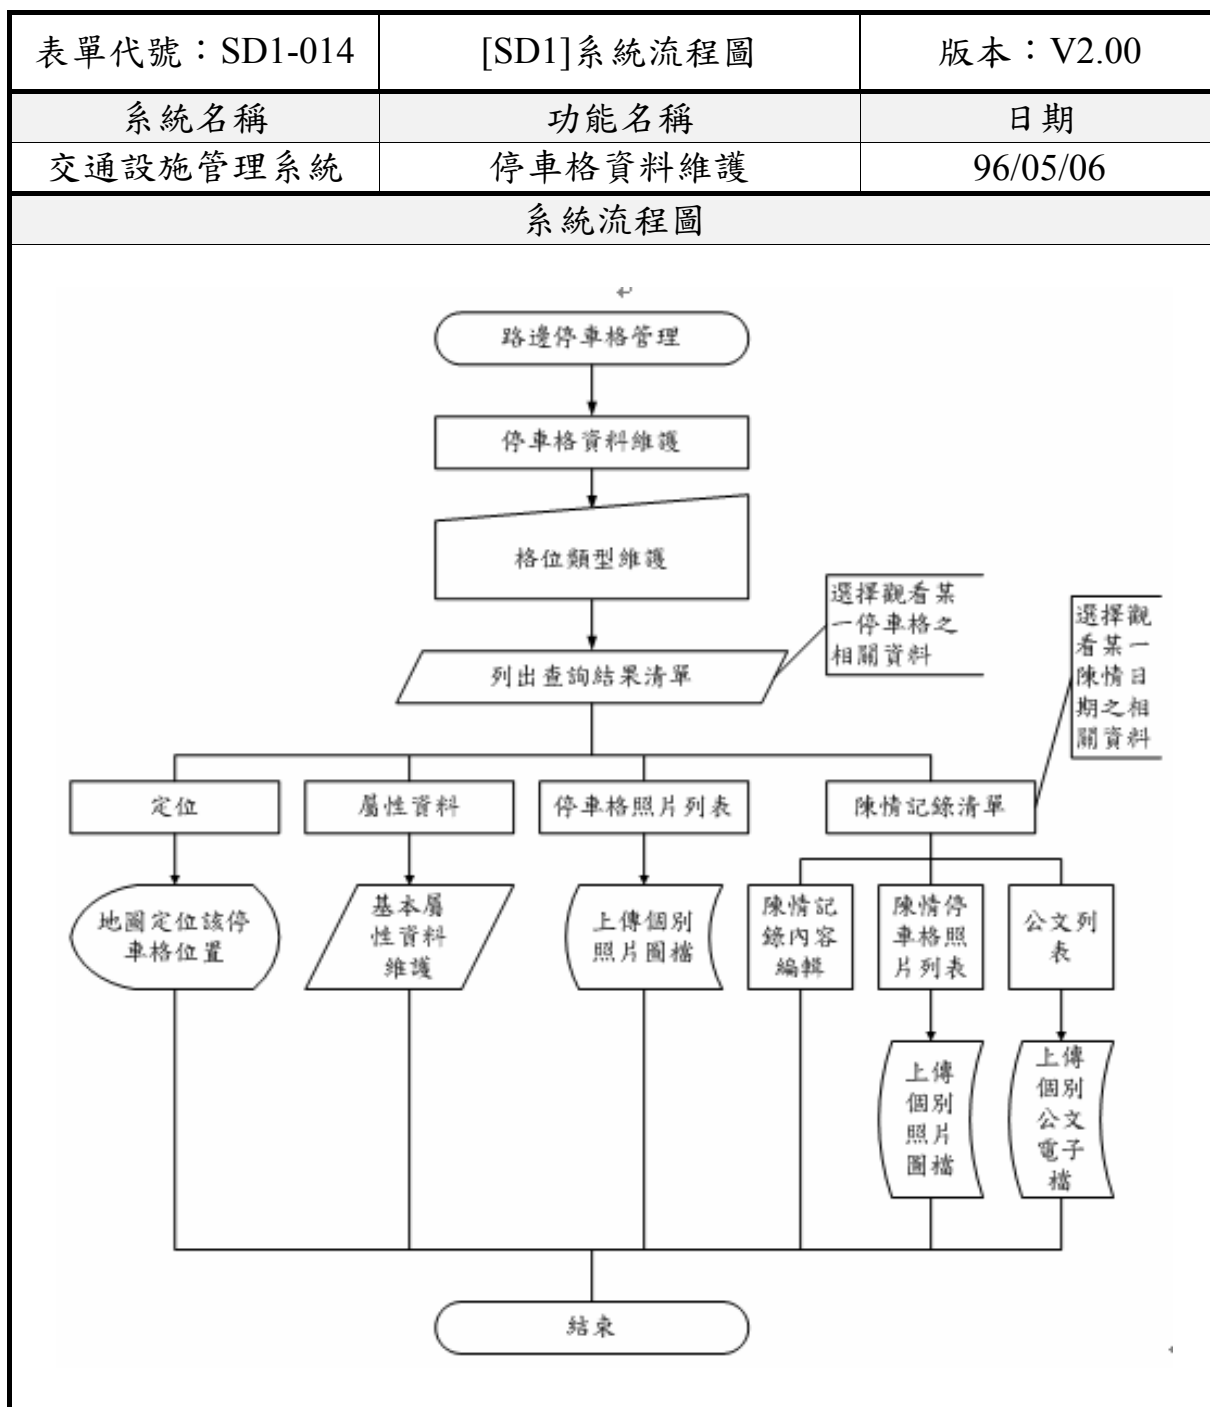 表單代號：SD1-014
[SD1]系統流程圖
版本：V2.00
系統名稱
功能名稱
日期
交通設施管理系統
停車格資料維護
96/05/06
系統流程圖
路邊停車格管理
停車格資料維護
格位類型維護
選擇觀看某
一停車格之
相關資料
選擇觀
看某一
陳情日
期之相
關資料
列出查詢結果清單
定位
屬性資料
停車格照片列表
陳情記錄清單
地圖定位該停
車格位置
基本屬
性資料
維護
上傳個別
照片圖檔
陳情記
錄內容
編輯
陳情停
車格照
片列表
公文列
表
上傳
個別
照片
圖檔
上傳
個別
公文
電子
檔
結束